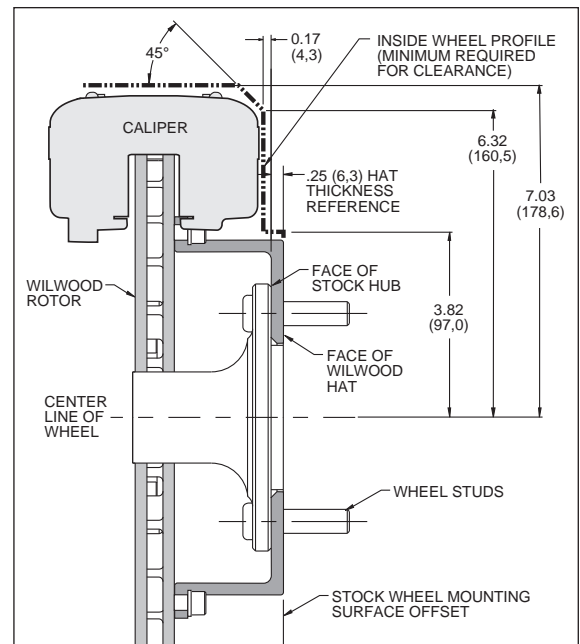 45°
0.17
(4,3)
INSIDE WHEEL PROFILE
(MINIMUM REQUIRED
FOR CLEARANCE)
CALIPER
6.32
(160,5)
7.03
(178,6)
.25 (6,3) HAT
THICKNESS
REFERENCE
WILWOOD
ROTOR
FACE OF
STOCK HUB
3.82
(97,0)
FACE OF
WILWOOD
HAT
CENTER
LINE OF
WHEEL
WHEEL STUDS
STOCK WHEEL MOUNTING
SURFACE OFFSET